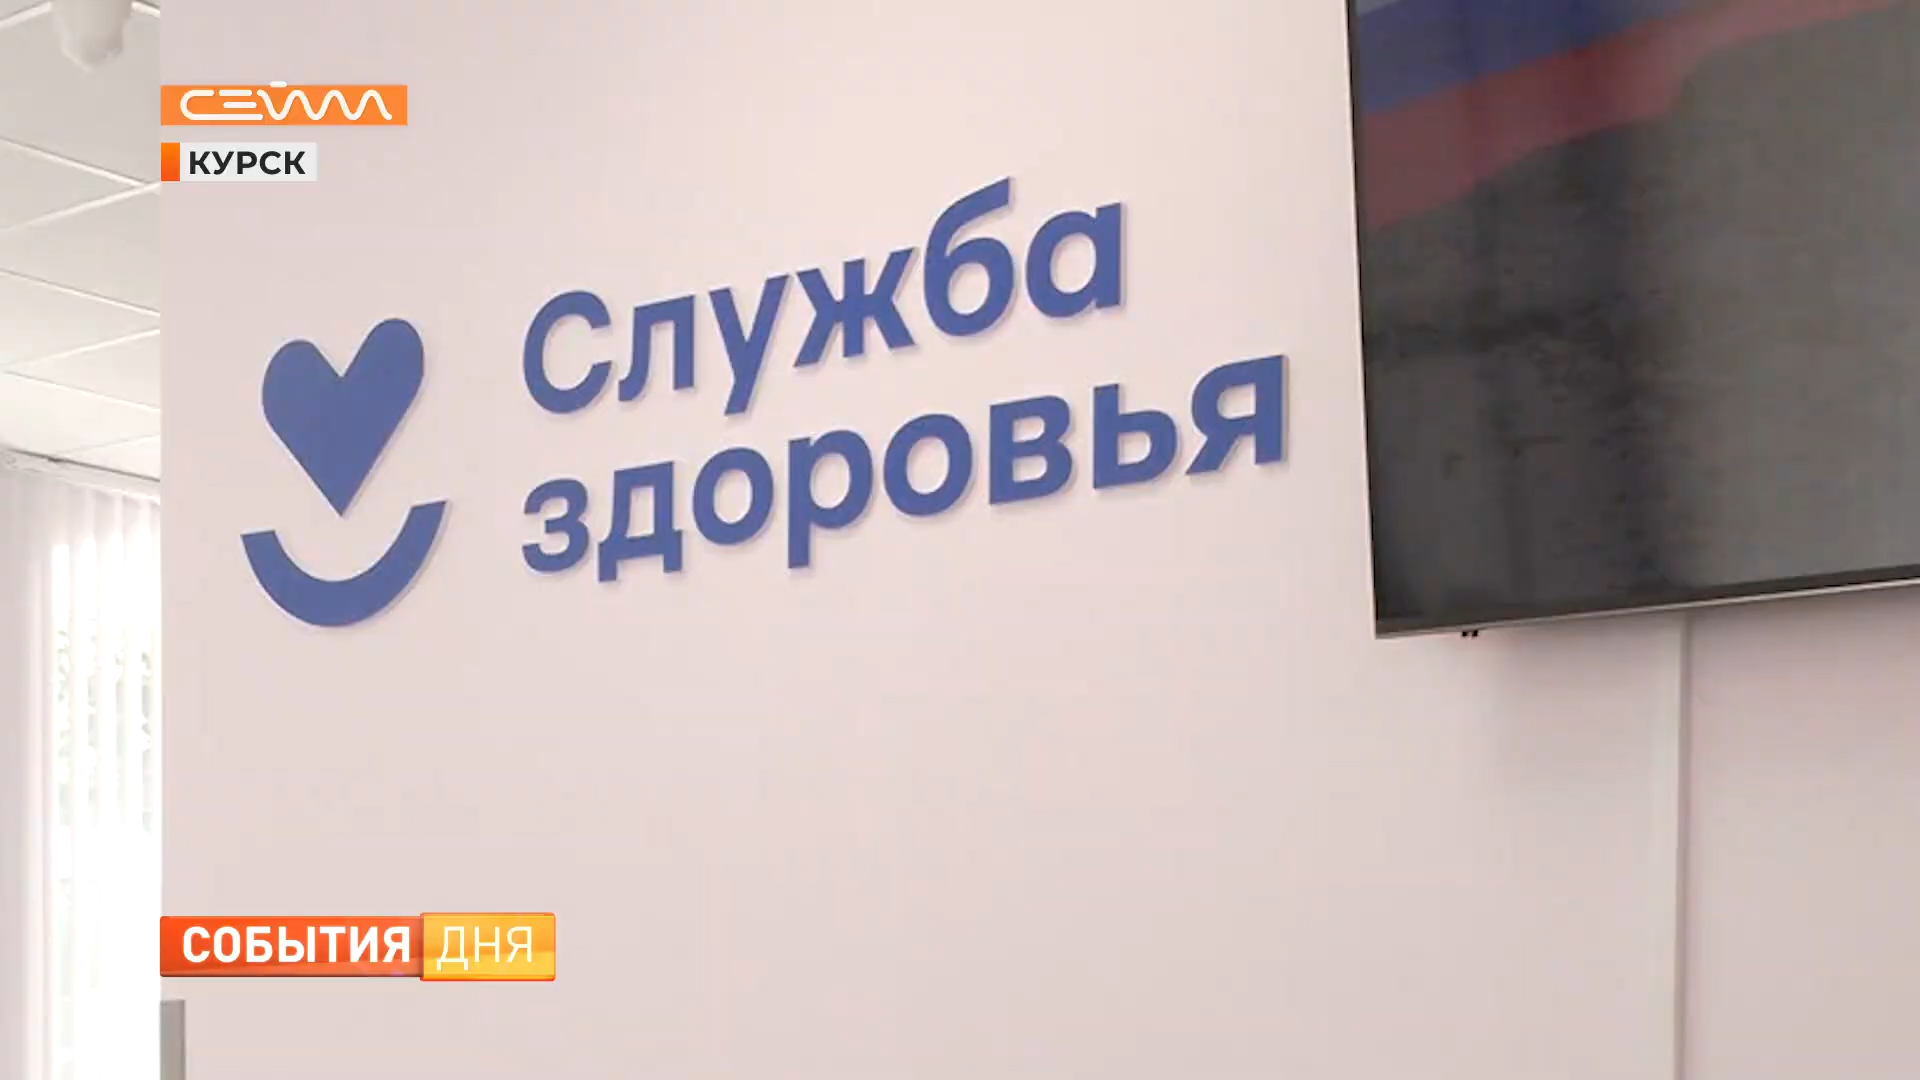 СЕЙМ
КУРСК
Служба
здоровья
СОБЫТИЯ ДНЯ